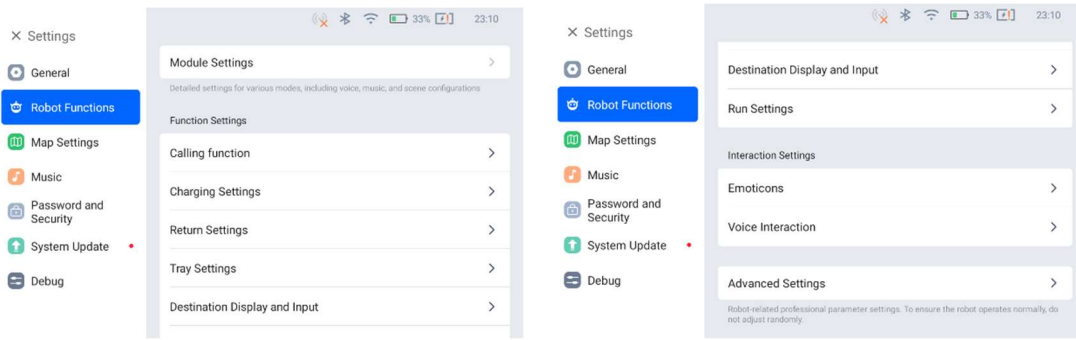 33% 23:10
Settings
General
Robot Functions
Map Settings
Music
Password and
Security
System Update
Debug
Module Settings
Detailed settings for various modes, including voice, music, and scene configurations
Function Settings
Calling function
Charging Settings
Return Settings
Tray Settings
Destination Display and Input
33% 23:10
Settings
General
Robot Functions
Map Settings
Music
Password and
Security
System Update
Debug
Destination Display and Input
Run Settings
Interaction Settings
Emoticons
Voice Interaction
Advanced Settings
Robot-related professional parameter settings. To ensure the robot operates normally, do
not adjust randomly.